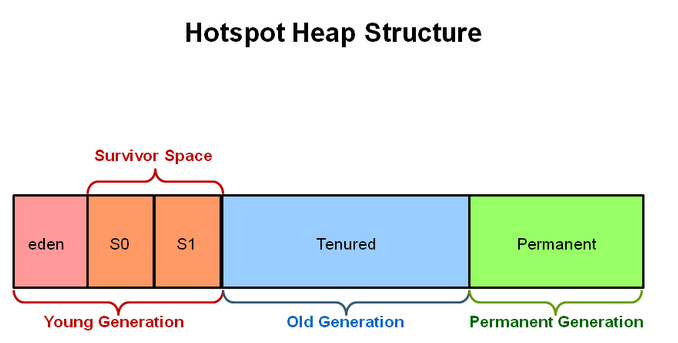 Hotspot Heap Structure
Survivor Space
eden
S0
S1
Tenured
Permanent
Young Generation
Old Generation
Permanent Generation